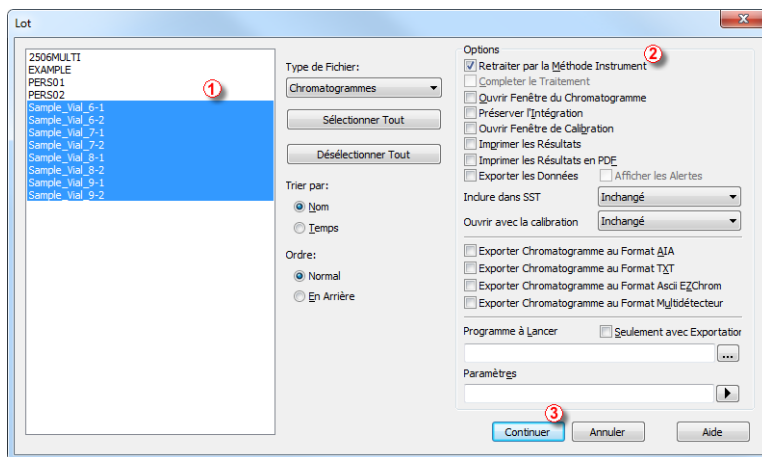 Lot
2506MULTI
EXAMPLE
PERS01
PERS02
Sample_Vial_6-1
Sample_Vial_6-2
Sample_Vial_7-1
Sample_Vial_7-2
Sample_Vial_8-1
Sample_Vial_8-2
Sample_Vial_9-1
Sample_Vial_9-2
1
Type de Fichier:
Chromatogrammes
Sélectionner Tout
Désélectionner Tout
Trier par:
Nom
Temps
Ordre:
Normal
En Arrière
Options
2
Retraiter par la Méthode Instrument
Completer le Traitement
Ouvrir Fenêtre du Chromatogramme
Préserver l'Intégration
Ouvrir Fenêtre de Calibration
Imprimer les Résultats
Imprimer les Résultats en PDF
Exporter les Données Afficher les Alertes
Inclure dans SST Inchangé
Ouvrir avec la calibration Inchangé
Exporter Chromatogramme au Format AIA
Exporter Chromatogramme au Format TXT
Exporter Chromatogramme au Format Ascii EZChrom
Exporter Chromatogramme au Format Multidétecteur
Programme à Lancer Seulement avec Exportation
...
Paramètres
3
Continuer Annuler Aide